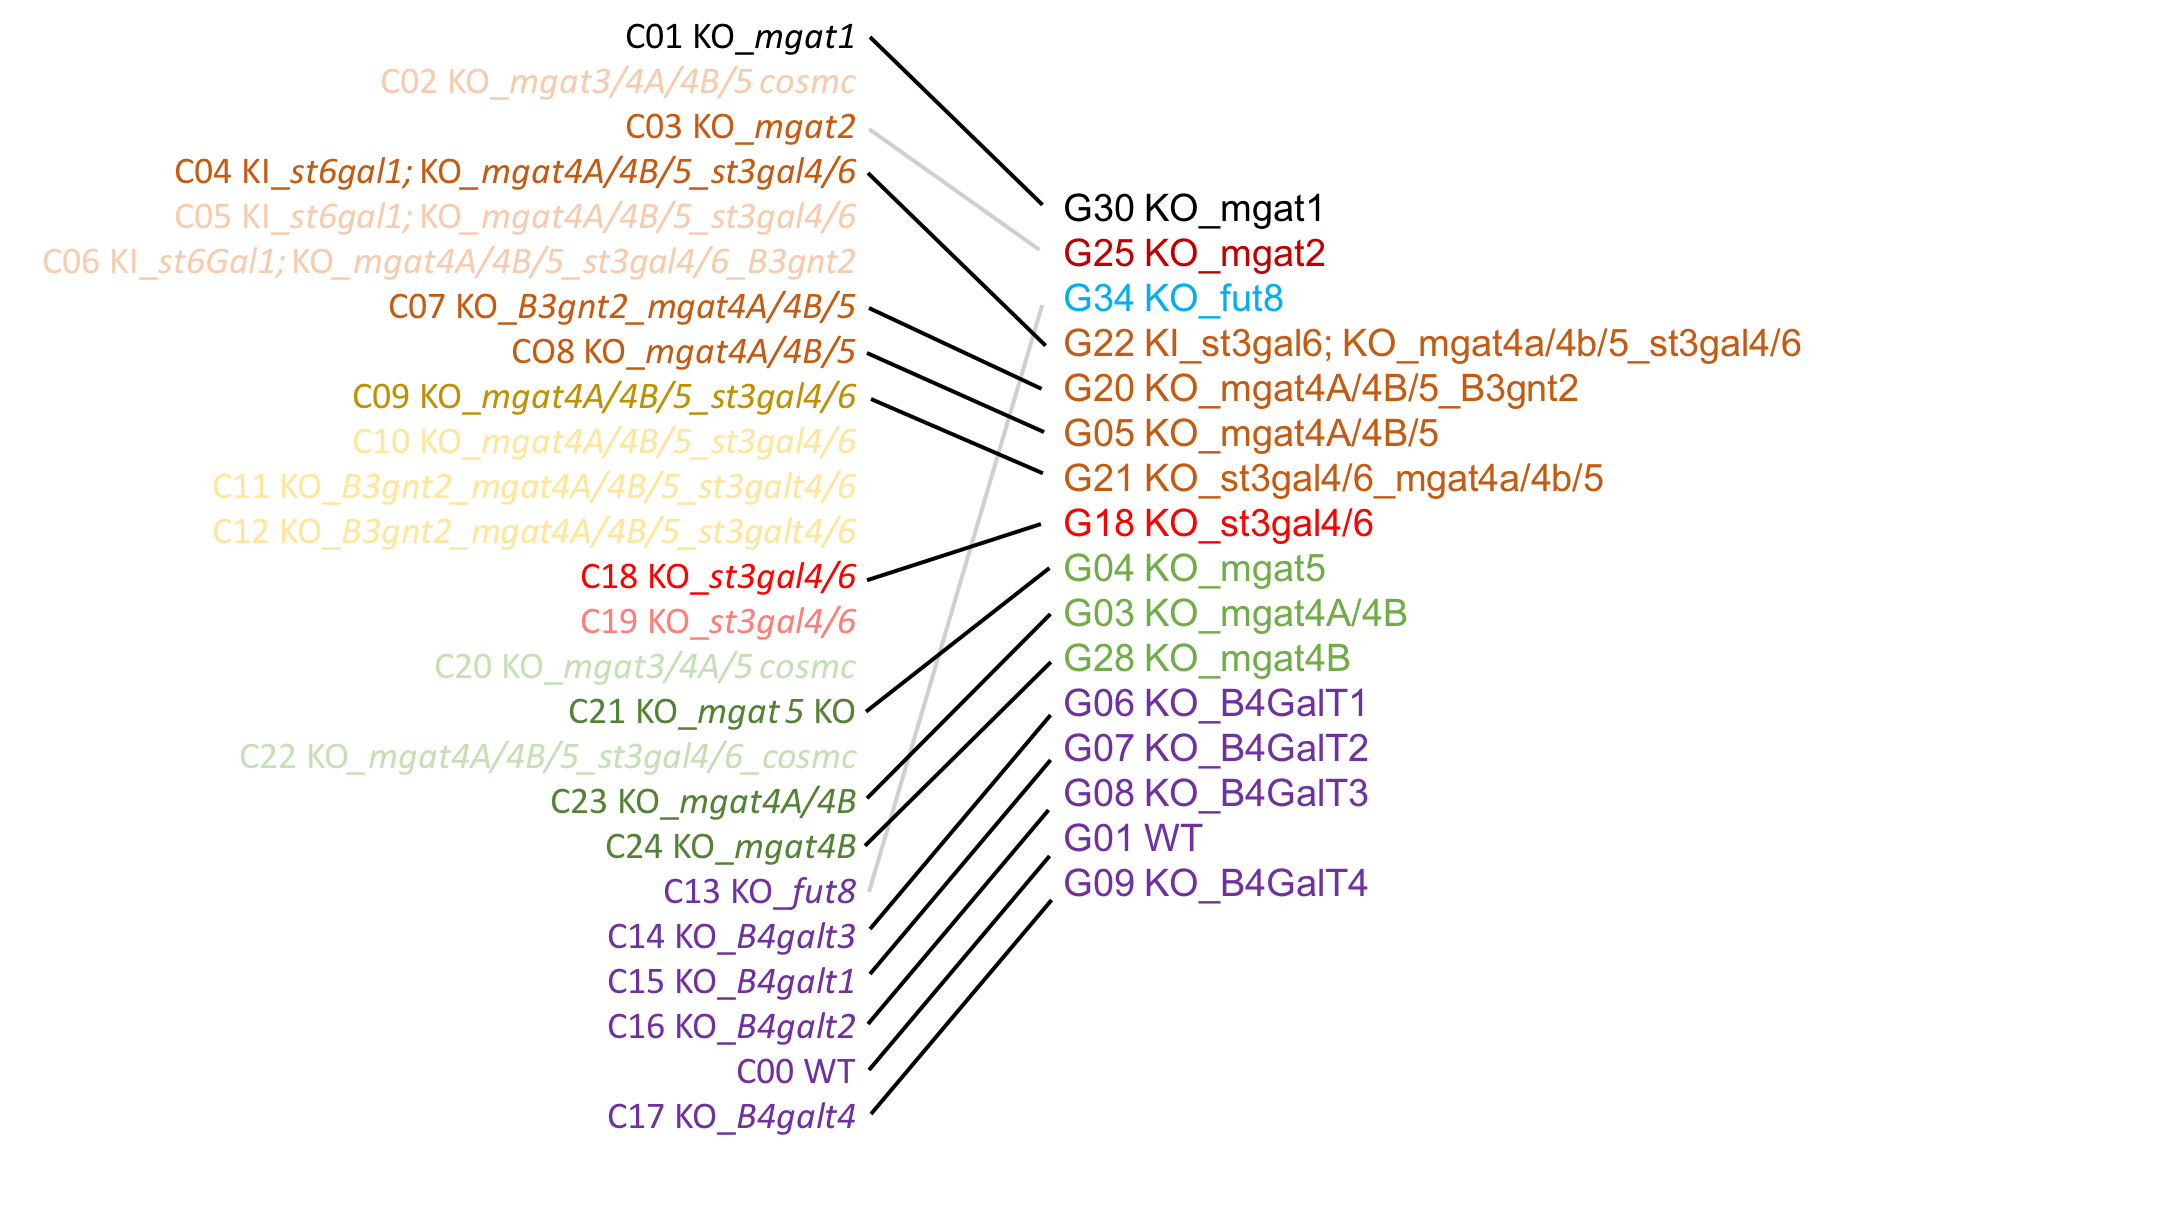 C01 KO_mgat1
C02 KO_mgat3/4A/4B/5 cosmc
C03 KO_mgat2
C04 KI_st6gal1; KO_mgat4A/4B/5_st3gal4/6
C05 KI_st6gal1; KO_mgat4A/4B/5_st3gal4/6
C06 KI_st6Gal1; KO_mgat4A/4B/5_st3gal4/6_B3gnt2
C07 KO_B3gnt2_mgat4A/4B/5
CO8 KO_mgat4A/4B/5
C09 KO_mgat4A/4B/5_st3gal4/6
C10 KO_mgat4A/4B/5_st3gal4/6
C11 KO_B3gnt2_mgat4A/4B/5_st3galt4/6
C12 KO_B3gnt2_mgat4A/4B/5_st3galt4/6
C18 KO_st3gal4/6
C19 KO_st3gal4/6
C20 KO_mgat3/4A/5 cosmc
C21 KO_mgat 5 KO
C22 KO_mgat4A/4B/5_st3gal4/6_cosmc
C23 KO_mgat4A/4B
C24 KO_mgat4B
C13 KO_fut8
C14 KO_B4galt3
C15 KO_B4galt1
C16 KO_B4galt2
C00 WT
C17 KO_B4galt4
G30 KO_mgat1
G25 KO_mgat2
G34 KO_fut8
G22 KI_st3gal6; KO_mgat4a/4b/5_st3gal4/6
G20 KO_mgat4A/4B/5_B3gnt2
G05 KO_mgat4A/4B/5
G21 KO_st3gal4/6_mgat4a/4b/5
G18 KO_st3gal4/6
G04 KO_mgat5
G03 KO_mgat4A/4B
G28 KO_mgat4B
G06 KO_B4GalT1
G07 KO_B4GalT2
G08 KO_B4GalT3
G01 WT
G09 KO_B4GalT4